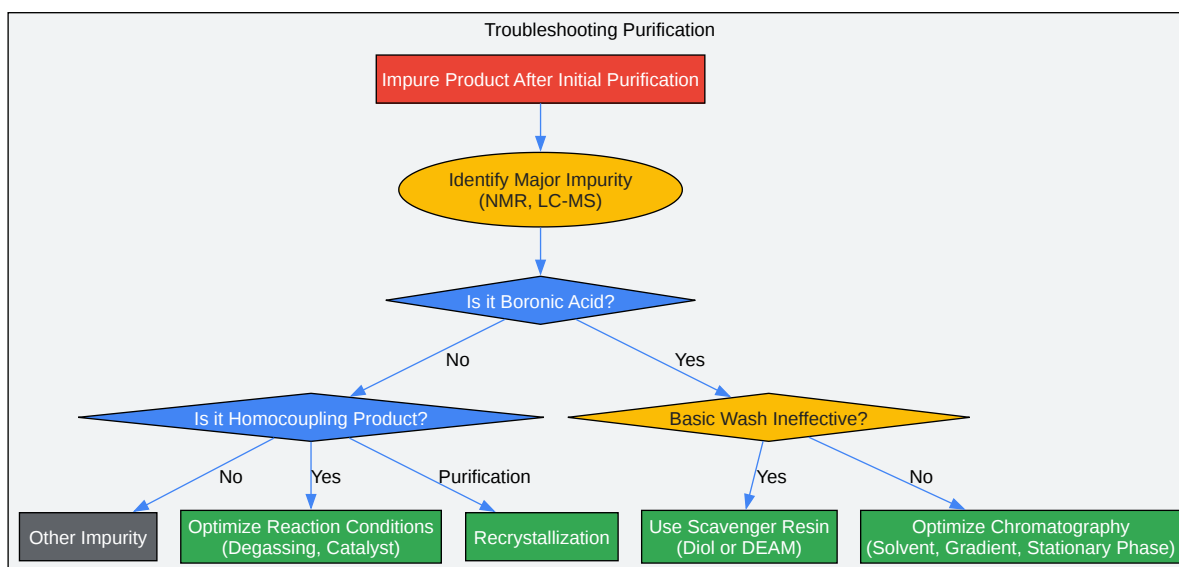 Troubleshooting Purification
Impure Product After Initial Purification
Identify Major Impurity
(NMR, LC-MS)
Is it Boronic Acid?
No
Yes
Is it Homocoupling Product?
Basic Wash Ineffective?
No
Yes
Purification
Yes
No
Other Impurity
Optimize Reaction Conditions
(Degassing, Catalyst)
Recrystallization
Use Scavenger Resin
(Diol or DEAM)
Optimize Chromatography
(Solvent, Gradient, Stationary Phase)